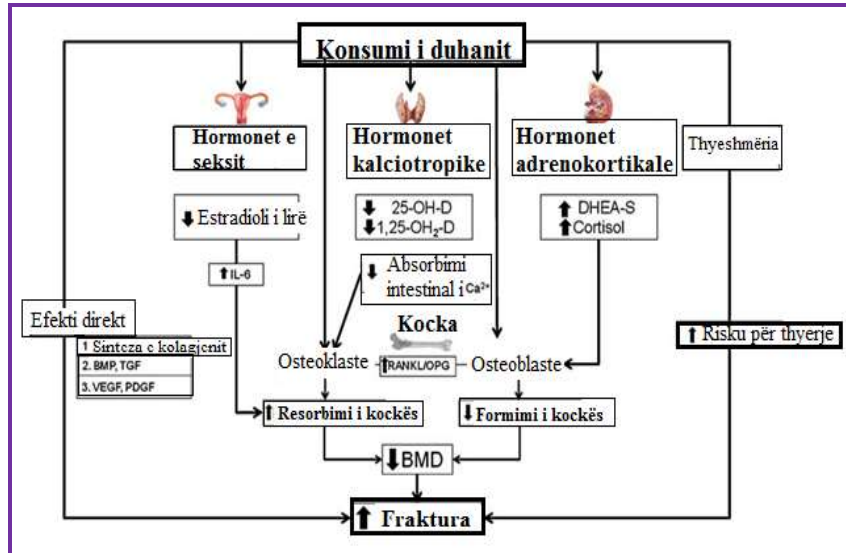 Konsumi i duhanit
Hormonet e
seksit
Hormonet
kalciotropike
Hormonet
adrenokortikale
Thyeshmëria
⬇ Estradioli i lirë
⬇ 25-OH-D
⬇1,25-OH₂-D
⬆ DHEA-S
⬆Cortisol
⬆IL-6
⬇ Absorbimi
intestinal i Ca²⁺
Efekti direkt
1 Sinteza e kolagjenit
2. BMP, TGF
3. VEGF, PDGF
Kocka
⬆ Risku për thyerje
Osteoklaste
⬆RANKL/OPG
Osteoblaste
⬆ Resorbimi i kockës
⬇ Formimi i kockës
⬇BMD
⬆ Fraktura